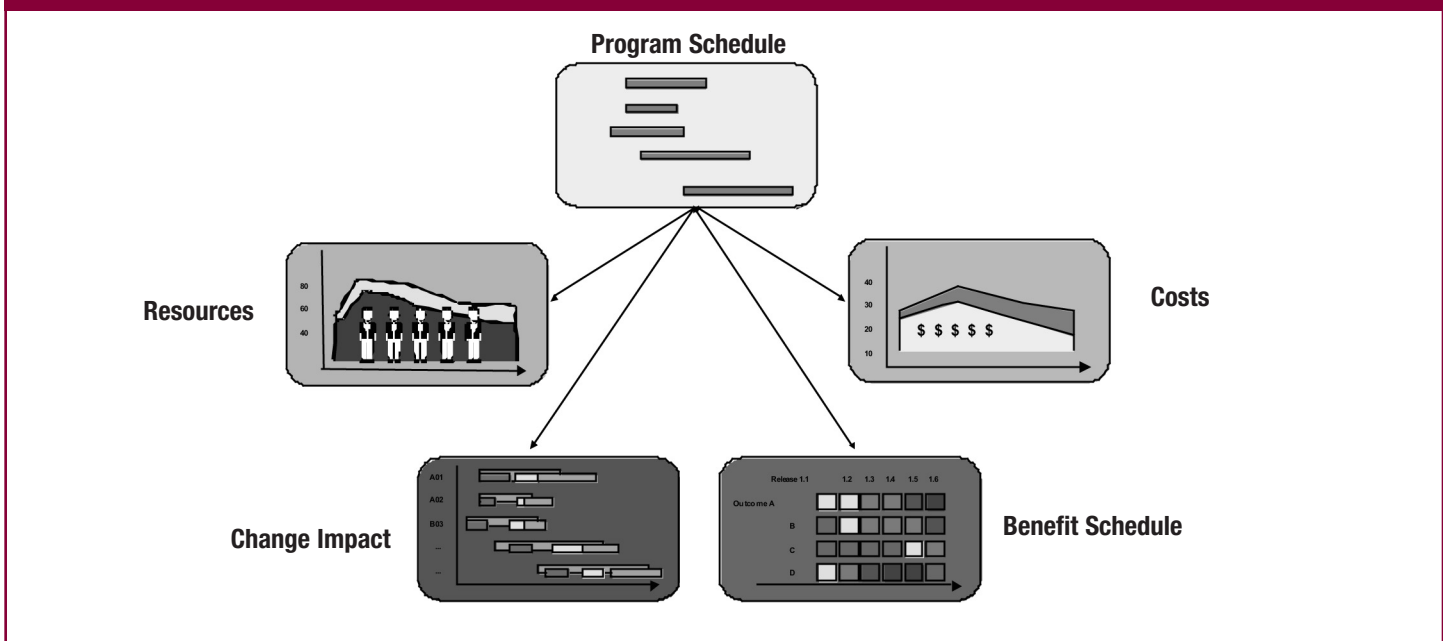 Program Schedule
Resources
80
60
40
Costs
40
30
20
10
$ $ $ $ $
Change Impact
A01
A02
B03
...
...
Benefit Schedule
Release 1.1 1.2 1.3 1.4 1.5 1.6
Outcome A
B
C
D